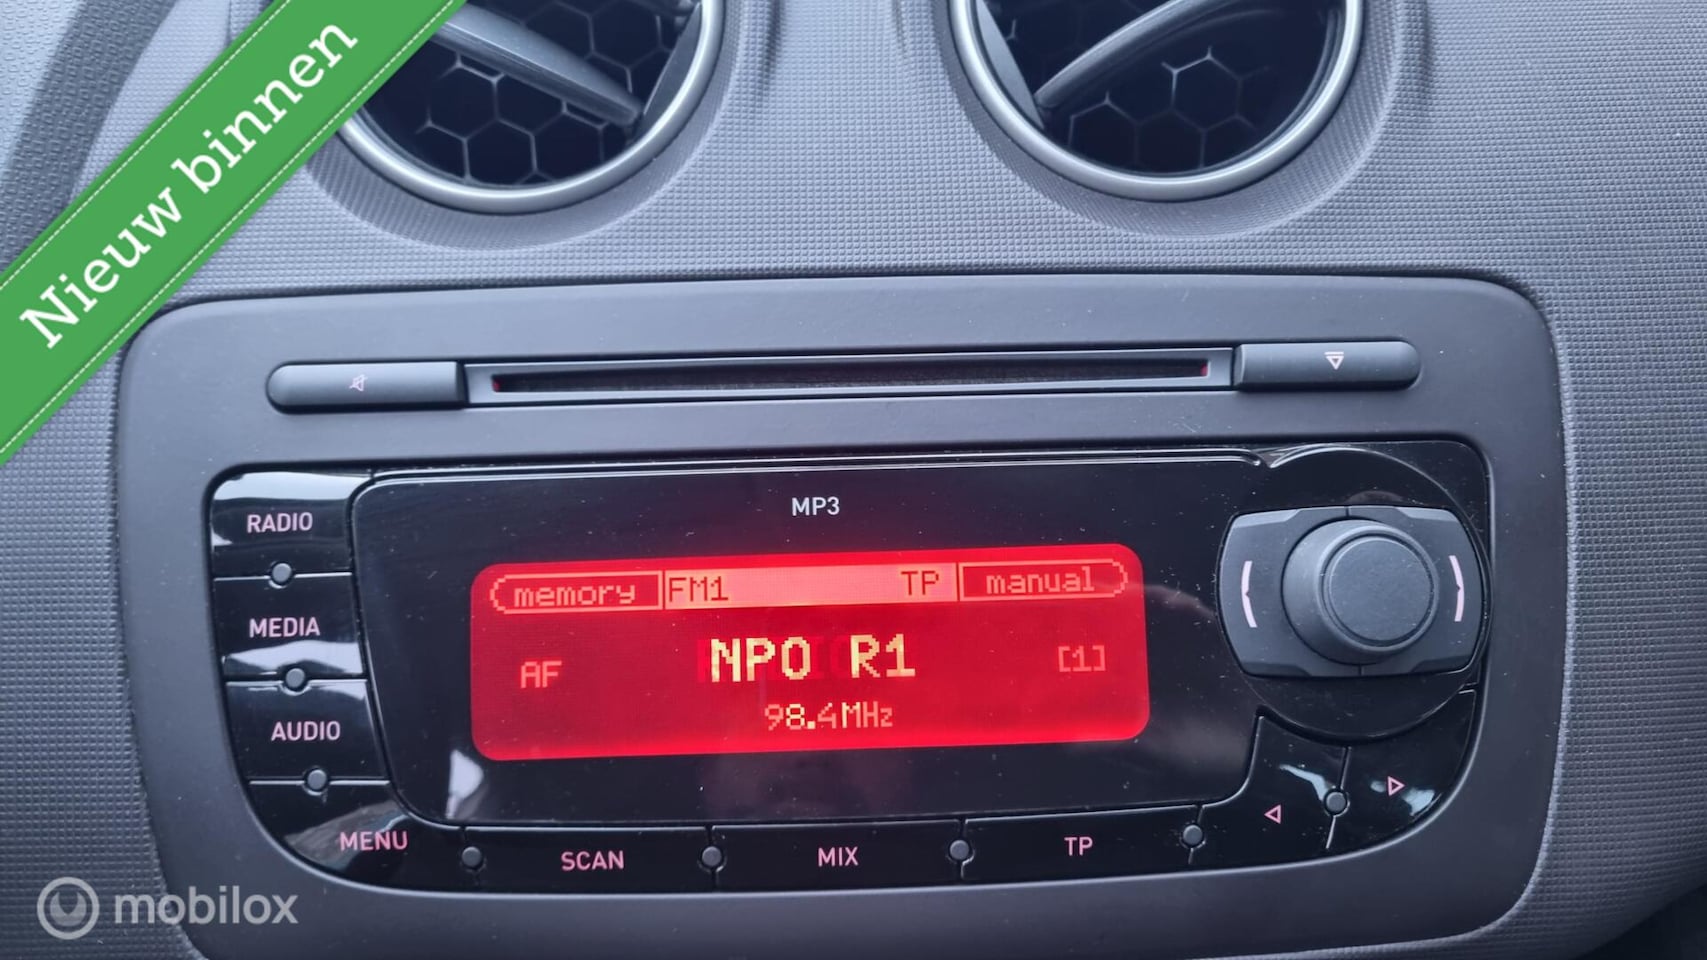 Nieuw binnen
MP3
RADIO
memory FM1 TP manual
MEDIA
AF NPO R1 [1]
98.4MHz
AUDIO
MENU
SCAN MIX TP
mobilox